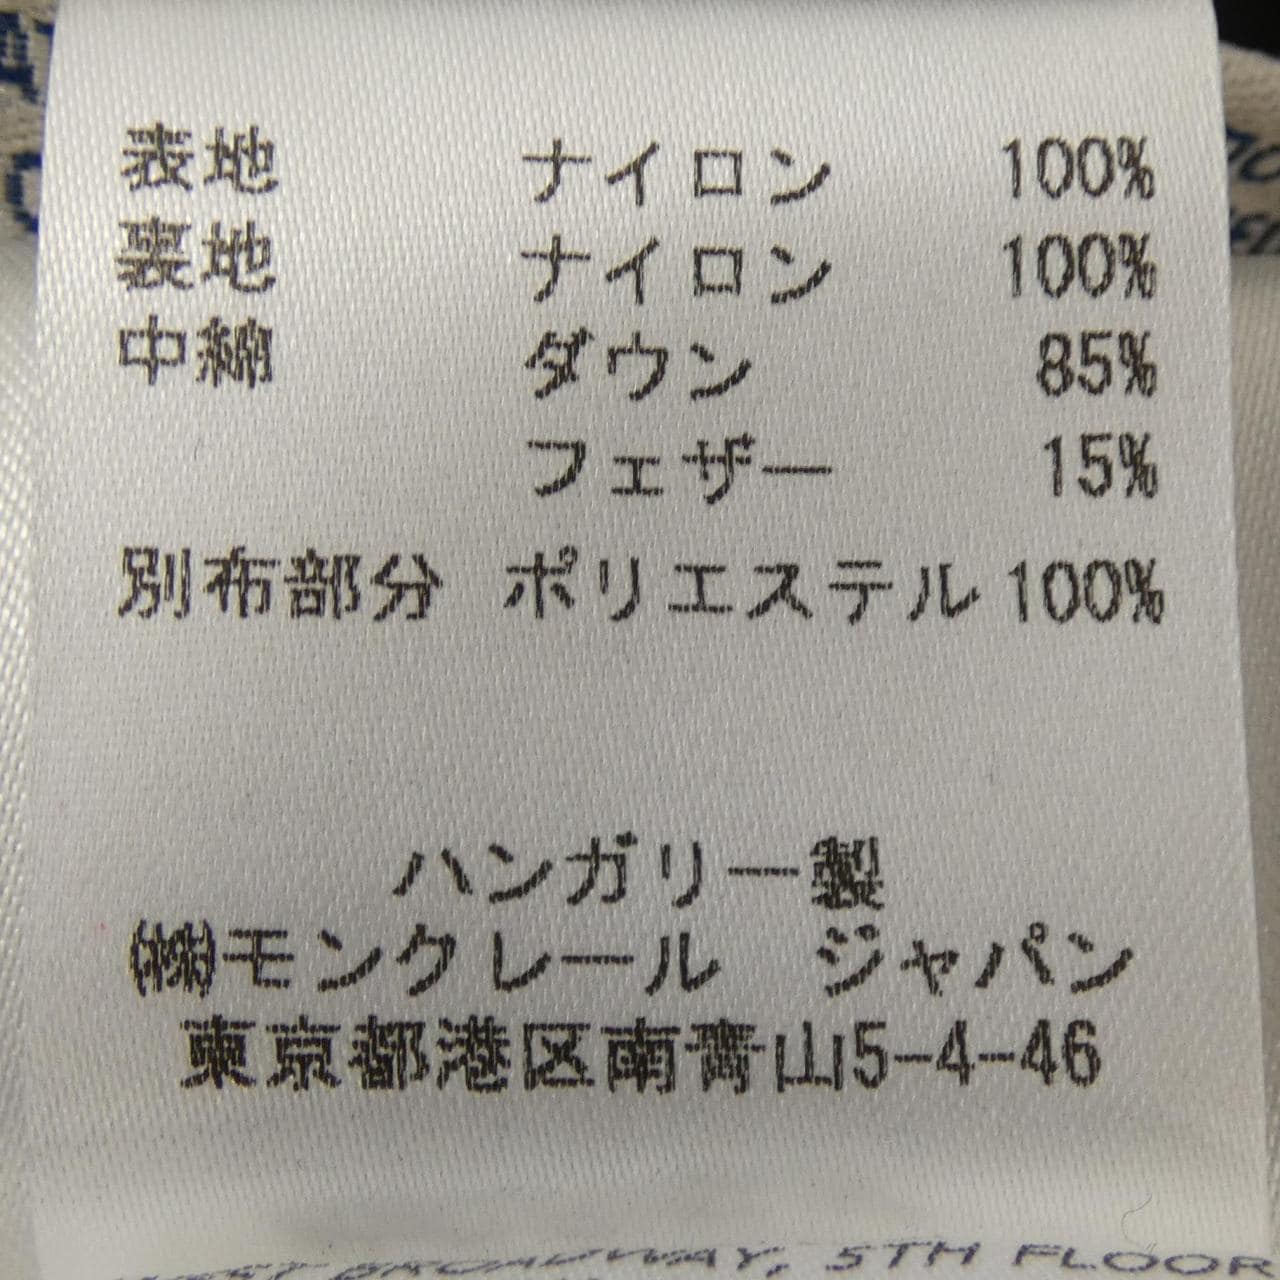 表地 ナイロン 100%
裏地 ナイロン 100%
中綿 ダウン 85%
フェザー 15%
別布部分 ポリエステル 100%
ハンガリー製
㈱モンクレール ジャパン
東京都港区南青山5-4-46
BROADWAY, 5TH FLOOR